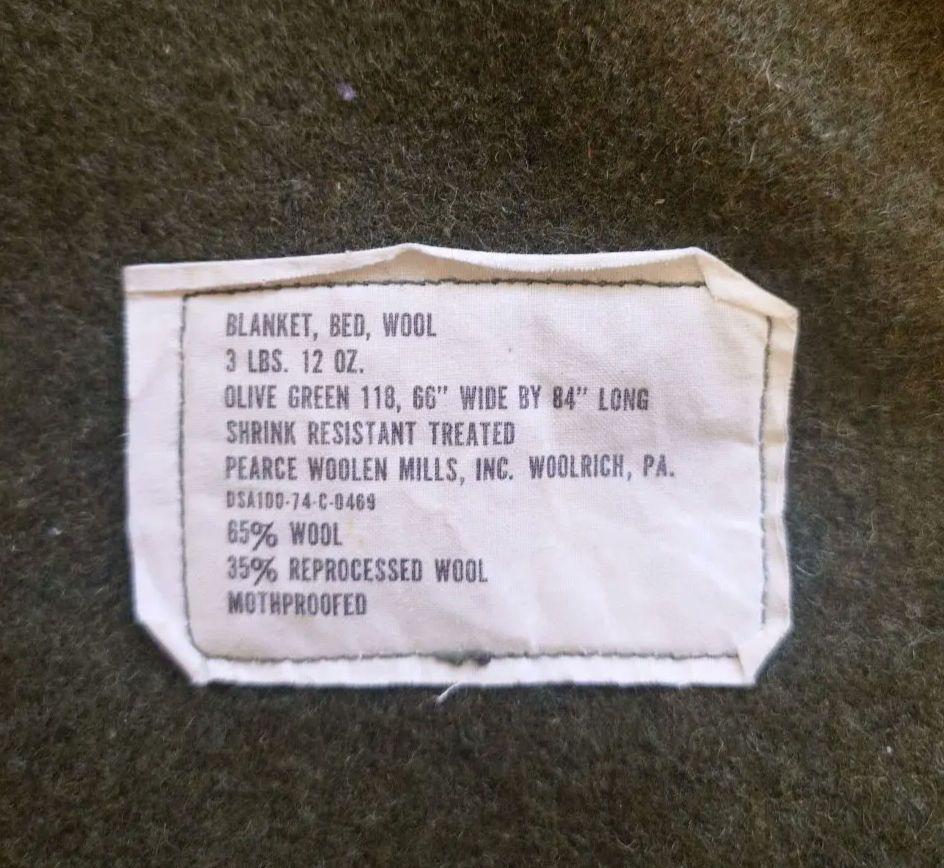 BLANKET, BED, WOOL
3 LBS. 12 OZ.
OLIVE GREEN 118, 66" WIDE BY 84" LONG
SHRINK RESISTANT TREATED
PEARCE WOOLEN MILLS, INC. WOOLRICH, PA.
DSA100-74-C-0469
65% WOOL
35% REPROCESSED WOOL
MOTHPROOFED